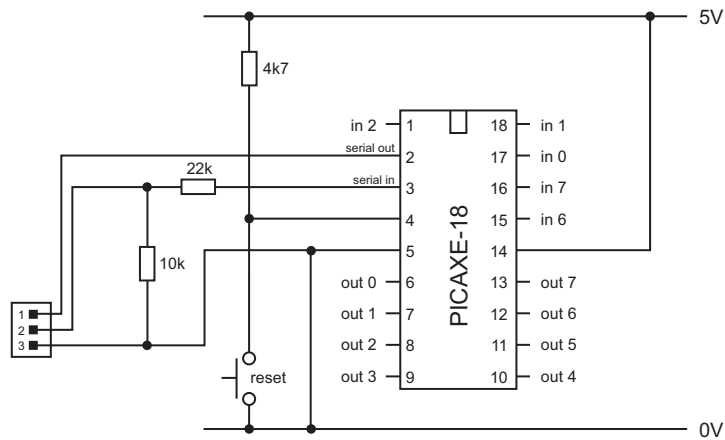 5V
4k7
in 2 1 18 in 1
serial out 2 17 in 0
22k serial in 3 16 in 7
4 15 in 6
5 14
10k
out 0 6 13 out 7
out 1 7 12 out 6
out 2 8 11 out 5
out 3 9 10 out 4
PICAXE-18
1
2
3
reset
0V